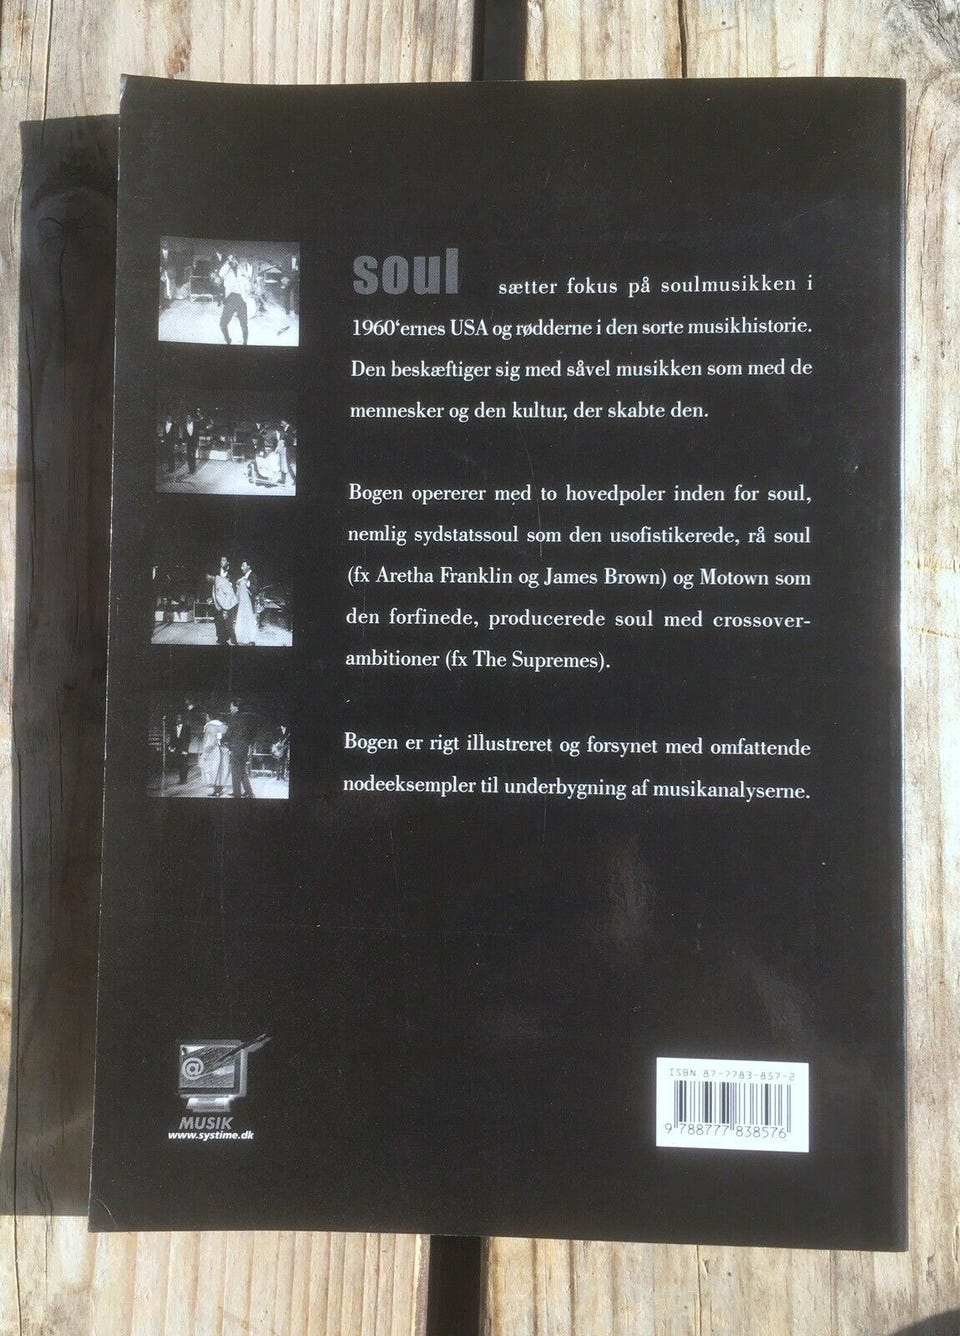 soul sætter fokus på soulmusikken i
1960‘ernes USA og rødderne i den sorte musikhistorie.
Den beskæftiger sig med såvel musikken som med de
mennesker og den kultur, der skabte den.
Bogen opererer med to hovedpoler inden for soul,
nemlig sydstatssoul som den usofistikerede, rå soul
(fx Aretha Franklin og James Brown) og Motown som
den forfinede, producerede soul med crossover-
ambitioner (fx The Supremes).
Bogen er rigt illustreret og forsynet med omfattende
nodeeksempler til underbygning af musikanalyserne.
@
MUSIK
www.systime.dk
ISBN 87-7783-857-2
9 788777 838576